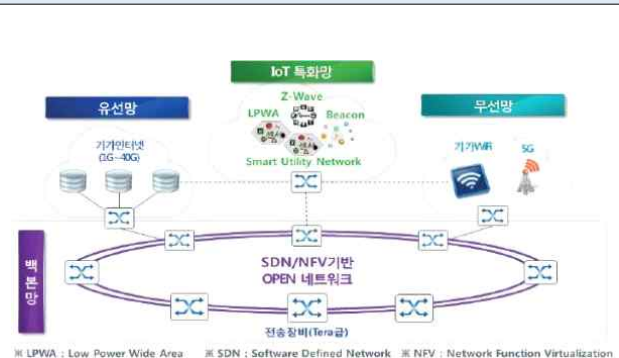 IoT 특화망
유선망
무선망
Z-Wave
LPWA
Beacon
기가인터넷
(1G~40G)
Smart Utility Network
기가WiFi
5G
백본망
SDN/NFV기반
OPEN 네트워크
전송장비(Tera급)
※ LPWA : Low Power Wide Area ※ SDN : Software Defined Network ※ NFV : Network Function Virtualization